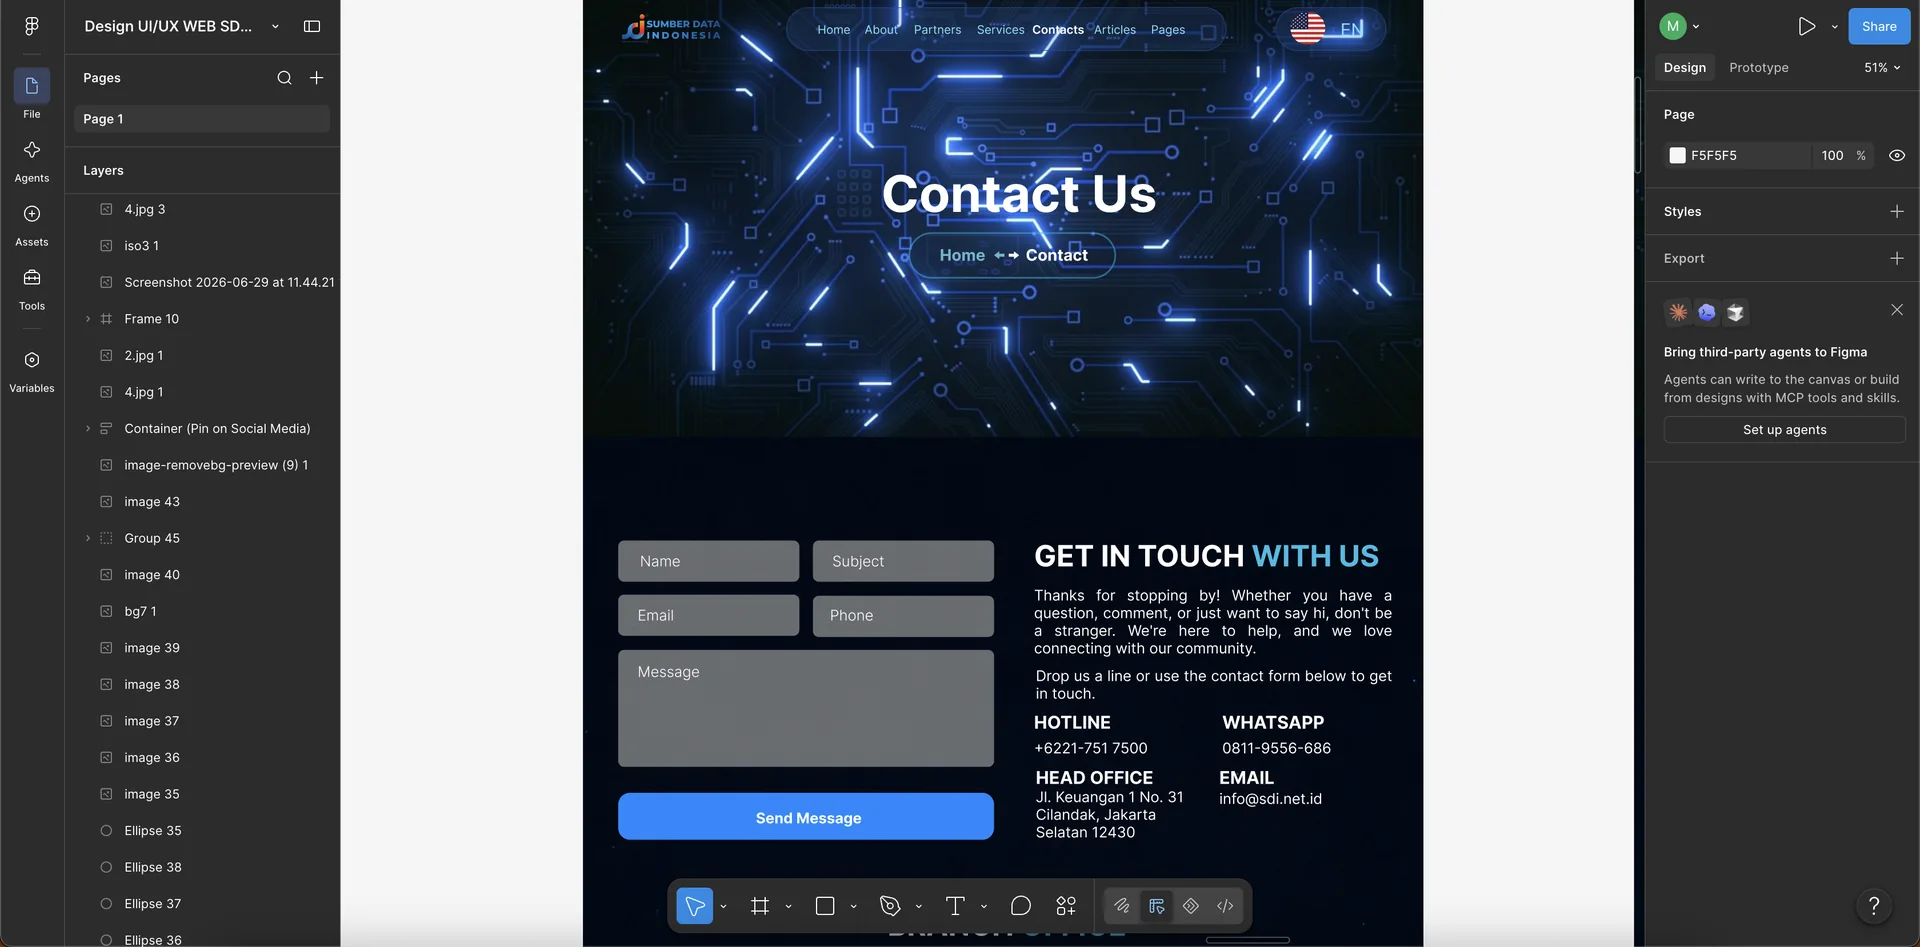 Design UI/UX WEB SD...
File
Agents
Assets
Tools
Variables
Pages
Page 1
Layers
4.jpg 3
iso3 1
Screenshot 2026-06-29 at 11.44.21
Frame 10
2.jpg 1
4.jpg 1
Container (Pin on Social Media)
image-removebg-preview (9) 1
image 43
Group 45
image 40
bg7 1
image 39
image 38
image 37
image 36
image 35
Ellipse 35
Ellipse 38
Ellipse 37
Ellipse 36
SUMBER DATA
INDONESIA
Home About Partners Services Contacts Articles Pages
EN
Contact Us
Home Contact
Name
Subject
Email
Phone
Message
Send Message
GET IN TOUCH WITH US
Thanks for stopping by! Whether you have a
question, comment, or just want to say hi, don't be
a stranger. We're here to help, and we love
connecting with our community.
Drop us a line or use the contact form below to get
in touch.
HOTLINE
+6221-751 7500
WHATSAPP
0811-9556-686
HEAD OFFICE
Jl. Keuangan 1 No. 31
Cilandak, Jakarta
Selatan 12430
EMAIL
info@sdi.net.id
BRANCH OFFICE
M
Share
Design
Prototype
51%
Page
F5F5F5
100 %
Styles
Export
Bring third-party agents to Figma
Agents can write to the canvas or build
from designs with MCP tools and skills.
Set up agents
?